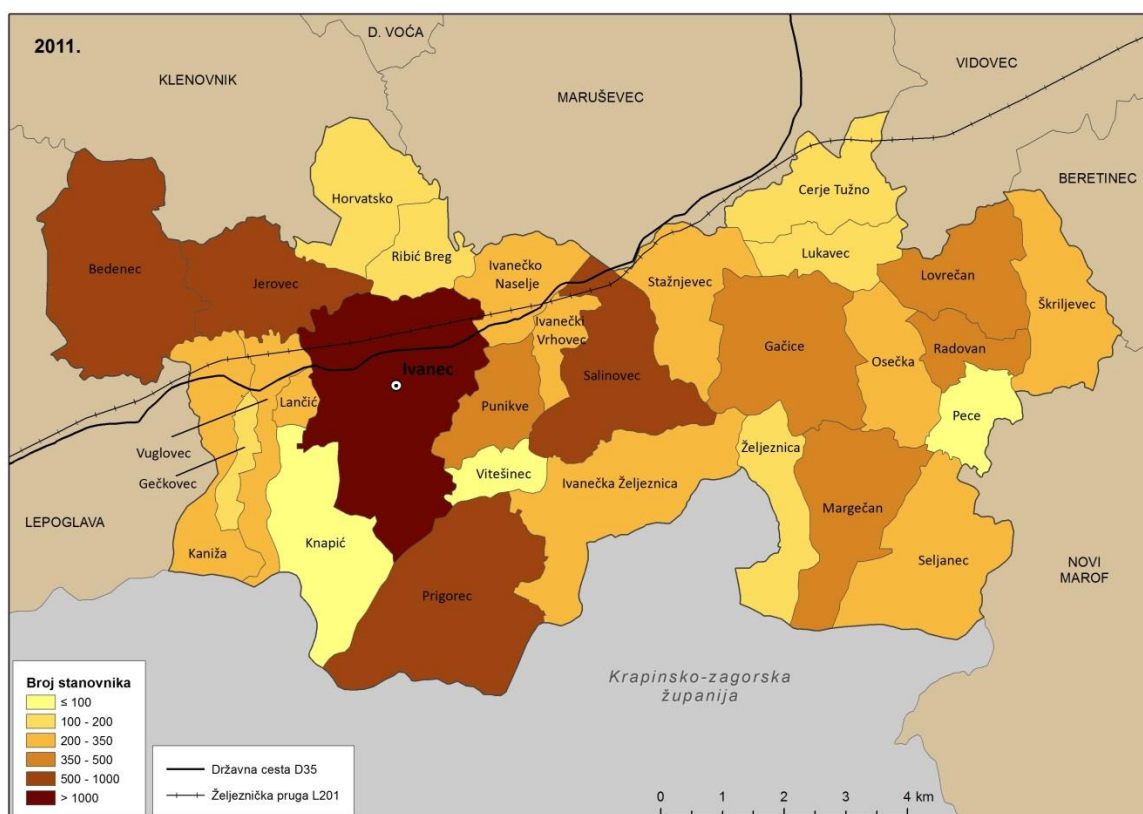 2011.
D. VOĆA
KLENOVNIK
MARUŠEVEC
VIDOVEC
BERETINEC
Horvatsko
Cerje Tužno
Ribić Breg
Lukavec
Bedenec
Jerovec
Ivanečko
Naselje
Stažnjevec
Lovrečan
Škriljevec
Ivanečki
Vrhovec
Gačice
Radovan
Osečka
Ivanec
Salinovec
Lančić
Punikve
Pece
Vuglovec
Gečkovec
Željeznica
Vitešinec
Ivanečka Željeznica
Margečan
LEPOGLAVA
Kaniža
Knapić
Seljanec
NOVI
MAROF
Prigorec
Krapinsko-zagorska
županija
Broj stanovnika
≤ 100
100 - 200
200 - 350
350 - 500
500 - 1000
> 1000
Državna cesta D35
Željeznička pruga L201
0 1 2 3 4 km